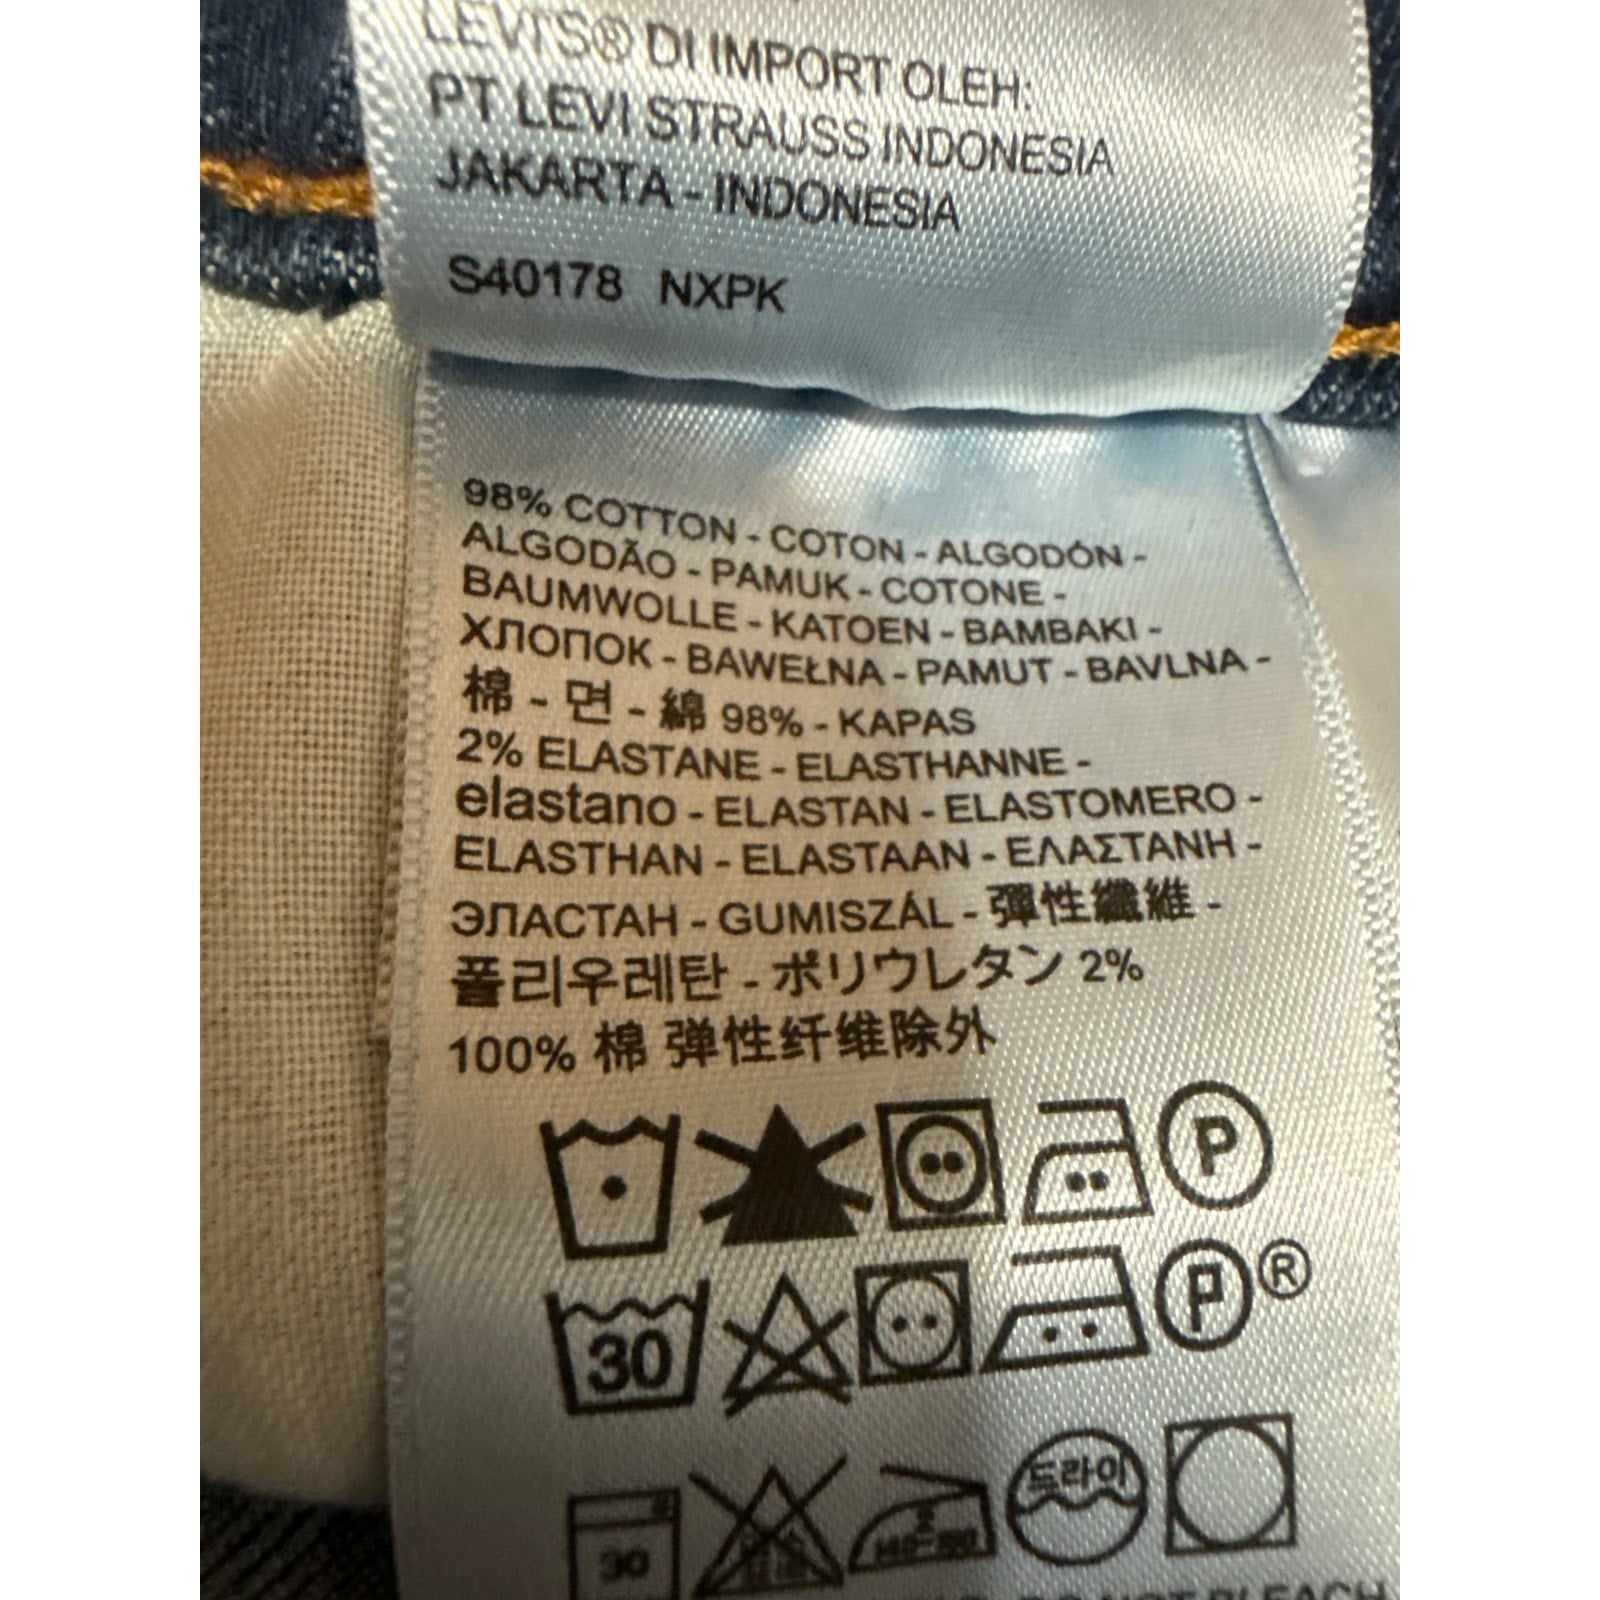 LEVI'S® DI IMPORT OLEH:
PT LEVI STRAUSS INDONESIA
JAKARTA - INDONESIA
S40178 NXPK
98% COTTON - COTON - ALGODÓN -
ALGODÃO - PAMUK - COTONE -
BAUMWOLLE - KATOEN - BAMBAKI -
ХЛОПОК - BAWEŁNA - PAMUT - BAVLNA -
棉 - 면 - 綿 98% - KAPAS
2% ELASTANE - ELASTHANNE -
elastano - ELASTAN - ELASTOMERO -
ELASTHAN - ELASTAAN - ΕΛΑΣΤΑΝΗ -
ЭЛАСТАН - GUMISZÁL - 彈性纖維 -
폴리우레탄 - ポリウレタン 2%
100% 棉 弹性纤维除外
P
30 P ®
30 드라이
DO NOT BLEACH